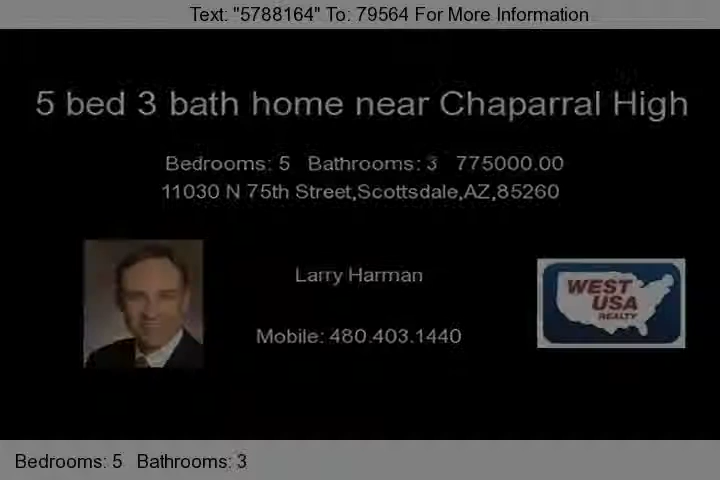 Text: "5788164" To: 79564 For More Information
5 bed 3 bath home near Chaparral High
Bedrooms: 5 Bathrooms: 3 775000.00
11030 N 75th Street,Scottsdale,AZ,85260
Larry Harman
WEST
USA
REALTY
Mobile: 480.403.1440
Bedrooms: 5 Bathrooms: 3